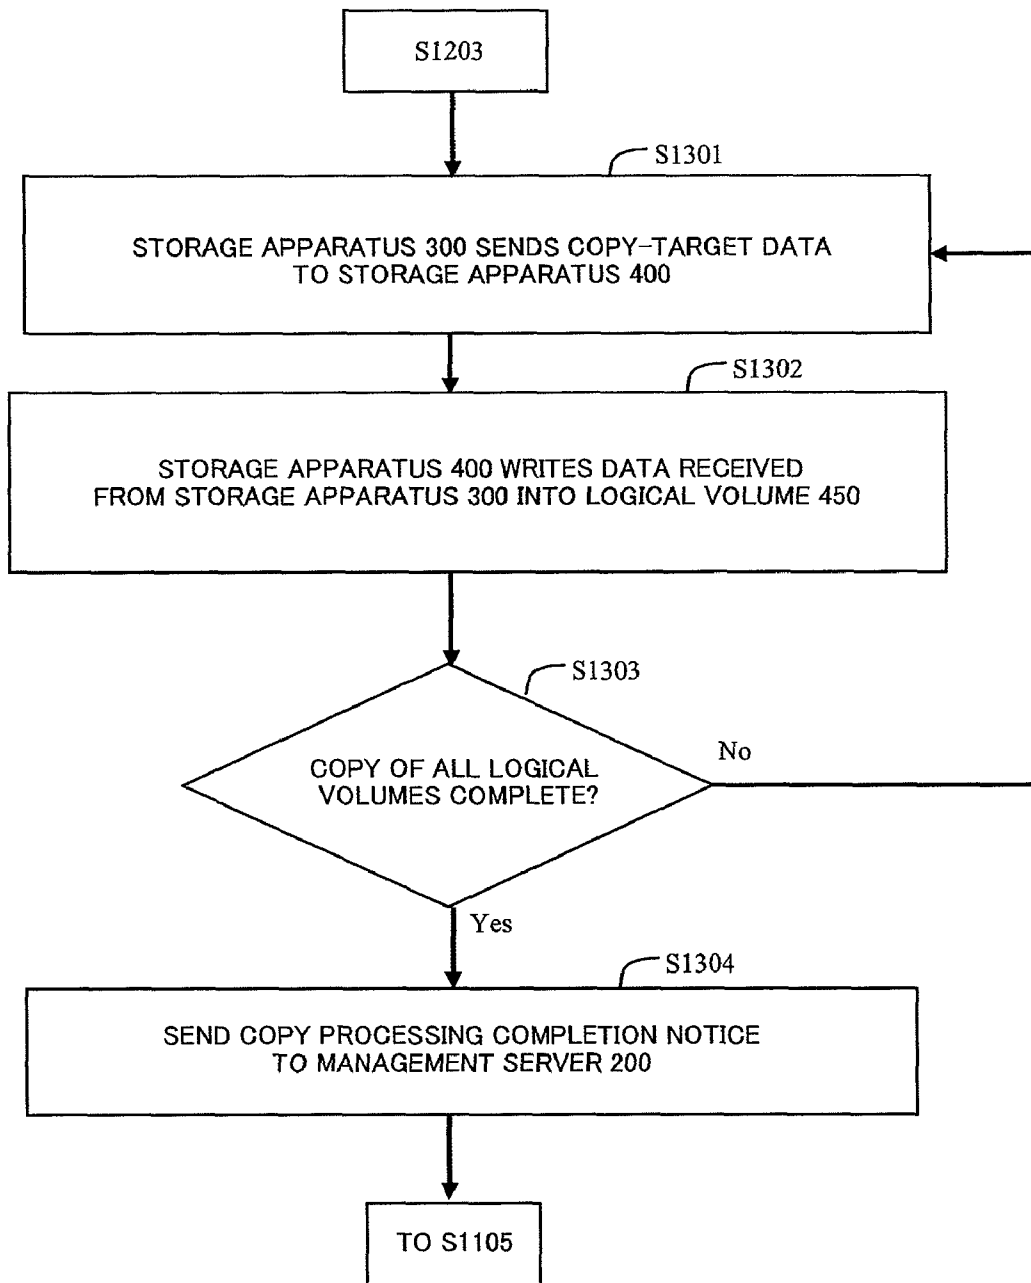 S1203
S1301
STORAGE APPARATUS 300 SENDS COPY-TARGET DATA
TO STORAGE APPARATUS 400
S1302
STORAGE APPARATUS 400 WRITES DATA RECEIVED
FROM STORAGE APPARATUS 300 INTO LOGICAL VOLUME 450
S1303
COPY OF ALL LOGICAL
VOLUMES COMPLETE?
No
Yes
S1304
SEND COPY PROCESSING COMPLETION NOTICE
TO MANAGEMENT SERVER 200
TO S1105